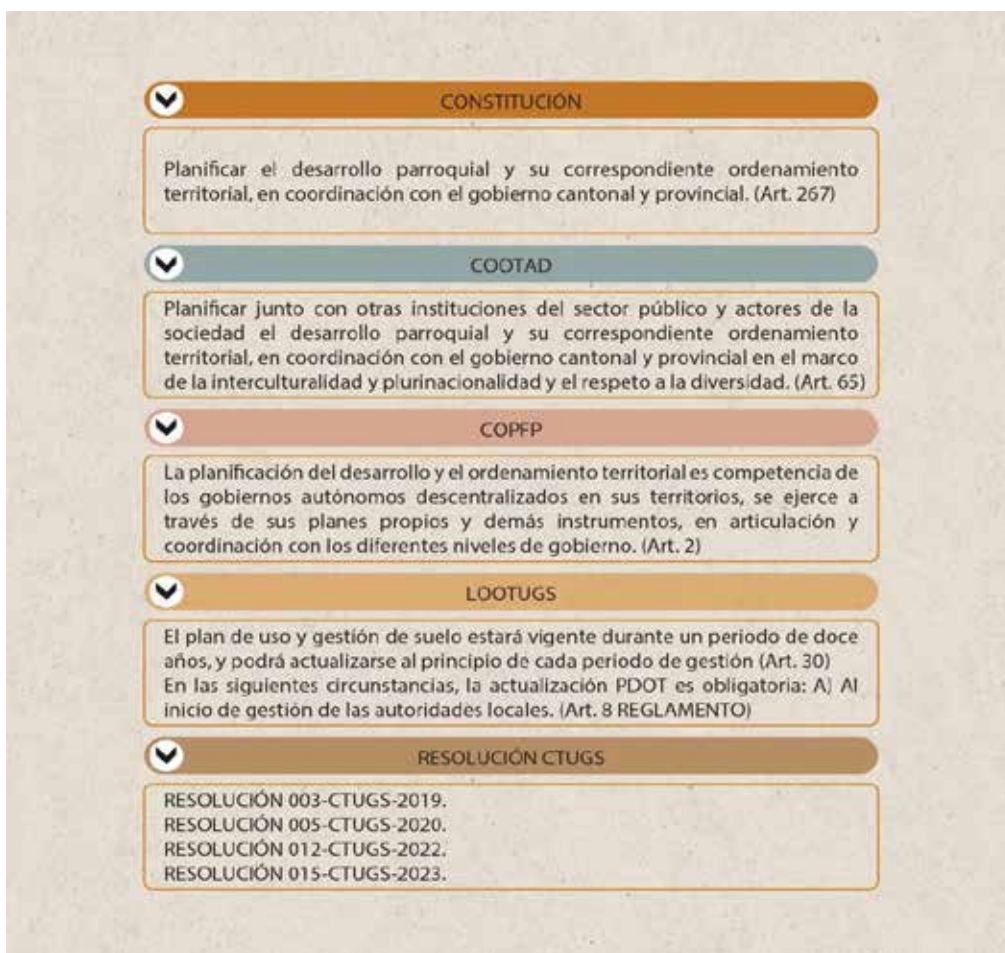 CONSTITUCIÓN
Planificar el desarrollo parroquial y su correspondiente ordenamiento
territorial, en coordinación con el gobierno cantonal y provincial. (Art. 267)
COOTAD
Planificar junto con otras instituciones del sector público y actores de la
sociedad el desarrollo parroquial y su correspondiente ordenamiento
territorial, en coordinación con el gobierno cantonal y provincial en el marco
de la interculturalidad y plurinacionalidad y el respeto a la diversidad. (Art. 65)
COPFP
La planificación del desarrollo y el ordenamiento territorial es competencia de
los gobiernos autónomos descentralizados en sus territorios, se ejerce a
través de sus planes propios y demás instrumentos, en articulación y
coordinación con los diferentes niveles de gobierno. (Art. 2)
LOOTUGS
El plan de uso y gestión de suelo estará vigente durante un periodo de doce
años, y podrá actualizarse al principio de cada periodo de gestión (Art. 30)
En las siguientes circunstancias, la actualización PDOT es obligatoria: A) Al
inicio de gestión de las autoridades locales. (Art. 8 REGLAMENTO)
RESOLUCIÓN CTUGS
RESOLUCIÓN 003-CTUGS-2019.
RESOLUCIÓN 005-CTUGS-2020.
RESOLUCIÓN 012-CTUGS-2022.
RESOLUCIÓN 015-CTUGS-2023.